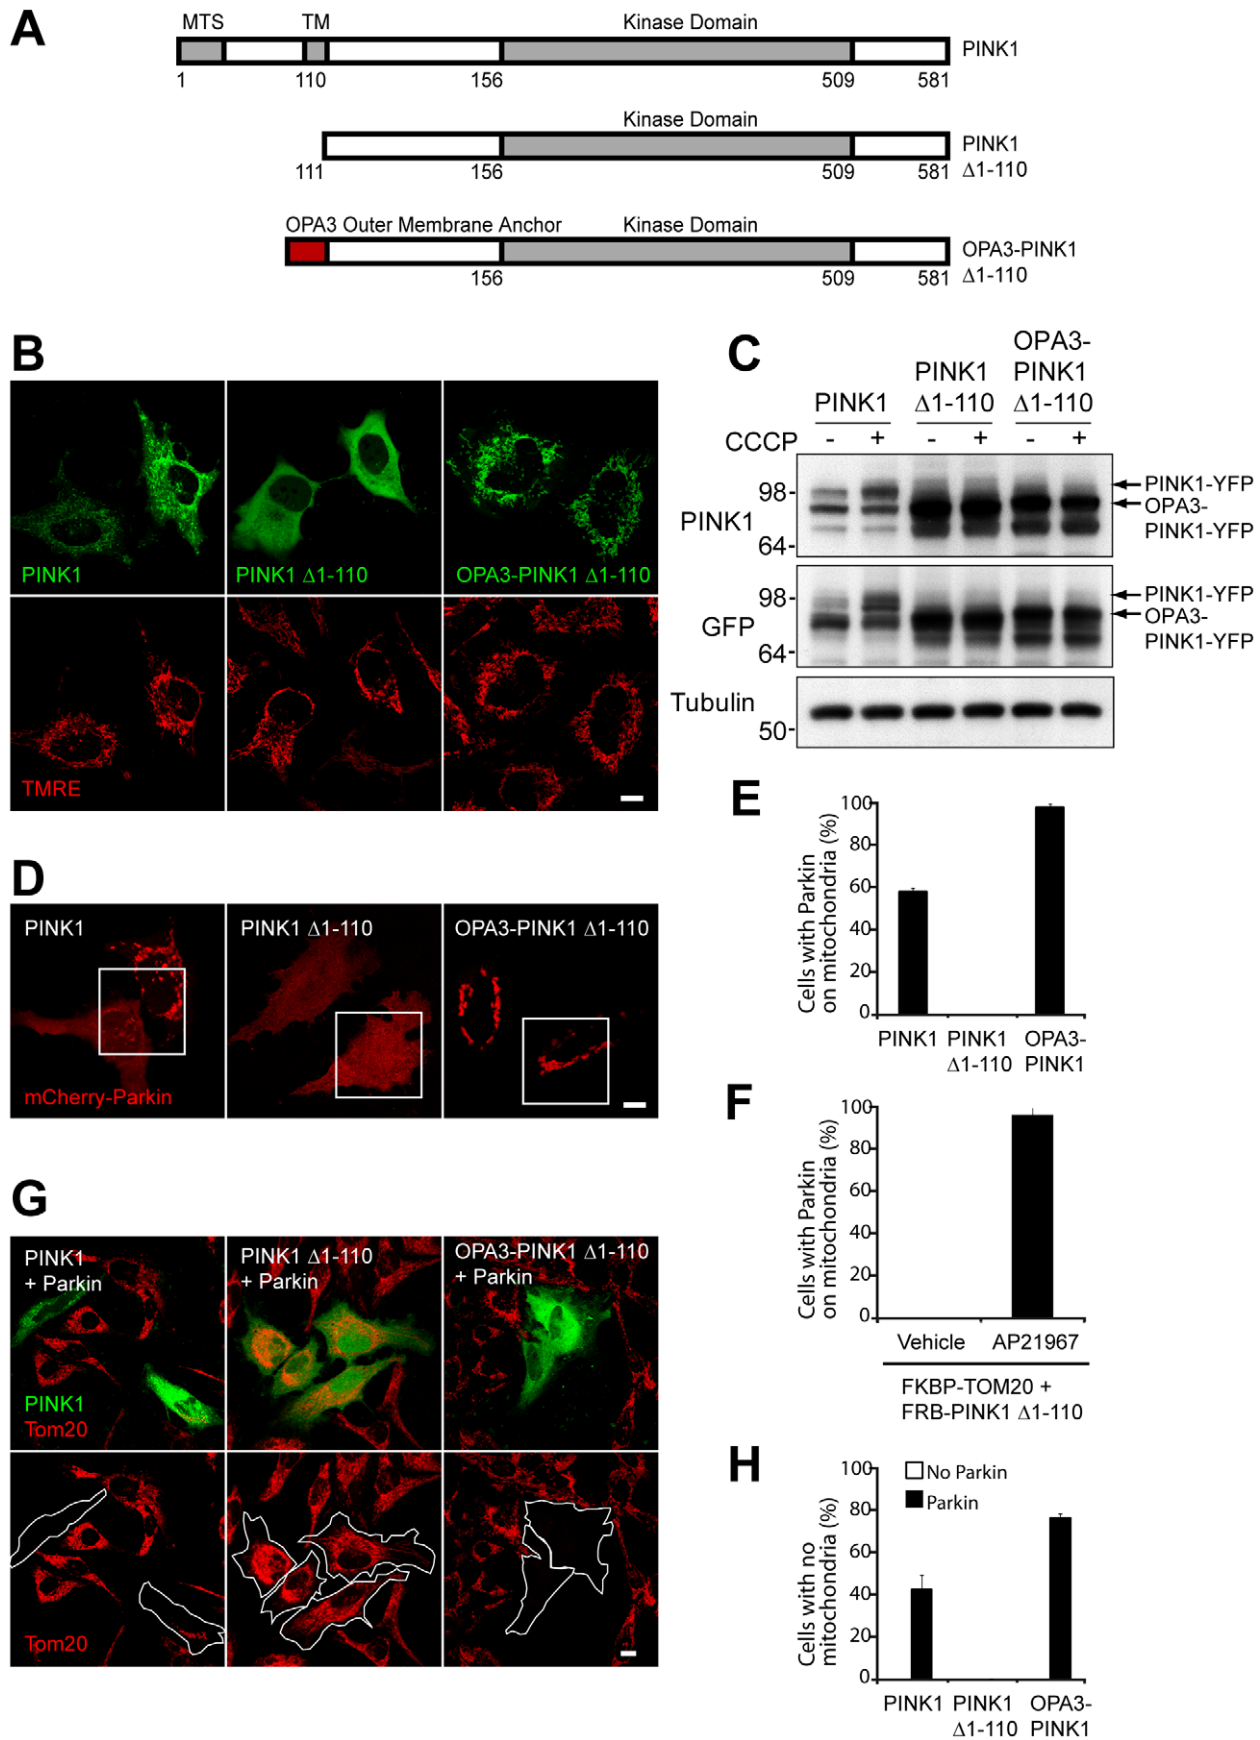 A
MTS TM Kinase Domain
PINK1
1 110 156 509 581
Kinase Domain
PINK1
Δ1-110
111 156 509 581
OPA3 Outer Membrane Anchor Kinase Domain
OPA3-PINK1
Δ1-110
156 509 581
B
PINK1
PINK1 Δ1-110
OPA3-PINK1 Δ1-110
TMRE
C
PINK1
PINK1
Δ1-110
OPA3-
PINK1
Δ1-110
CCCP - + - + - +
PINK1
98-
64-
PINK1-YFP
OPA3-
PINK1-YFP
GFP
98-
64-
PINK1-YFP
OPA3-
PINK1-YFP
Tubulin
50-
D
PINK1
PINK1 Δ1-110
OPA3-PINK1 Δ1-110
mCherry-Parkin
E
Cells with Parkin
on mitochondria (%)
100
80
60
40
20
0
PINK1
PINK1
Δ1-110
OPA3-
PINK1
F
Cells with Parkin
on mitochondria (%)
100
80
60
40
20
0
Vehicle AP21967
FKBP-TOM20 +
FRB-PINK1 Δ1-110
G
PINK1
+ Parkin
PINK1 Δ1-110
+ Parkin
OPA3-PINK1 Δ1-110
+ Parkin
PINK1
Tom20
Tom20
H
Cells with no
mitochondria (%)
100
80
60
40
20
0
No Parkin
Parkin
PINK1
PINK1
Δ1-110
OPA3-
PINK1